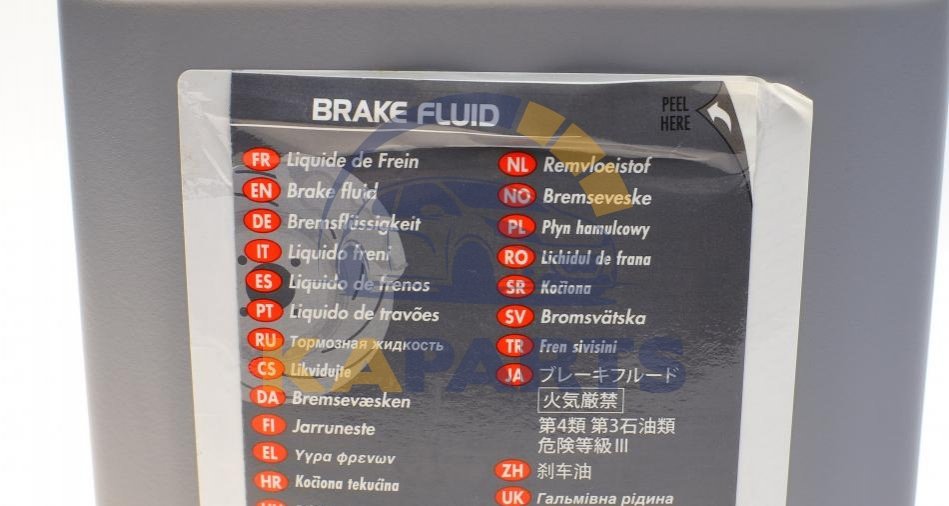 BRAKE FLUID
PEEL
HERE
FR Liquide de Frein
EN Brake fluid
DE Bremsflüssigkeit
IT Liquido freni
ES Liquido de frenos
PT Liquido de travões
RU Тормозная жидкость
CS Likvidujte
DA Bremsevæsken
FI Jarruneste
EL Υγρα φρενων
HR Kočiona tekućina
NL Remvloeistof
NO Bremseveske
PL Płyn hamulcowy
RO Lichidul de frana
SR Kočiona
SV Bromsvätska
TR Fren sivisini
JA ブレーキフルード
火気厳禁
第4類 第3石油類
危険等級Ⅲ
ZH 刹车油
UK Гальмівна рідина
KAPARTS